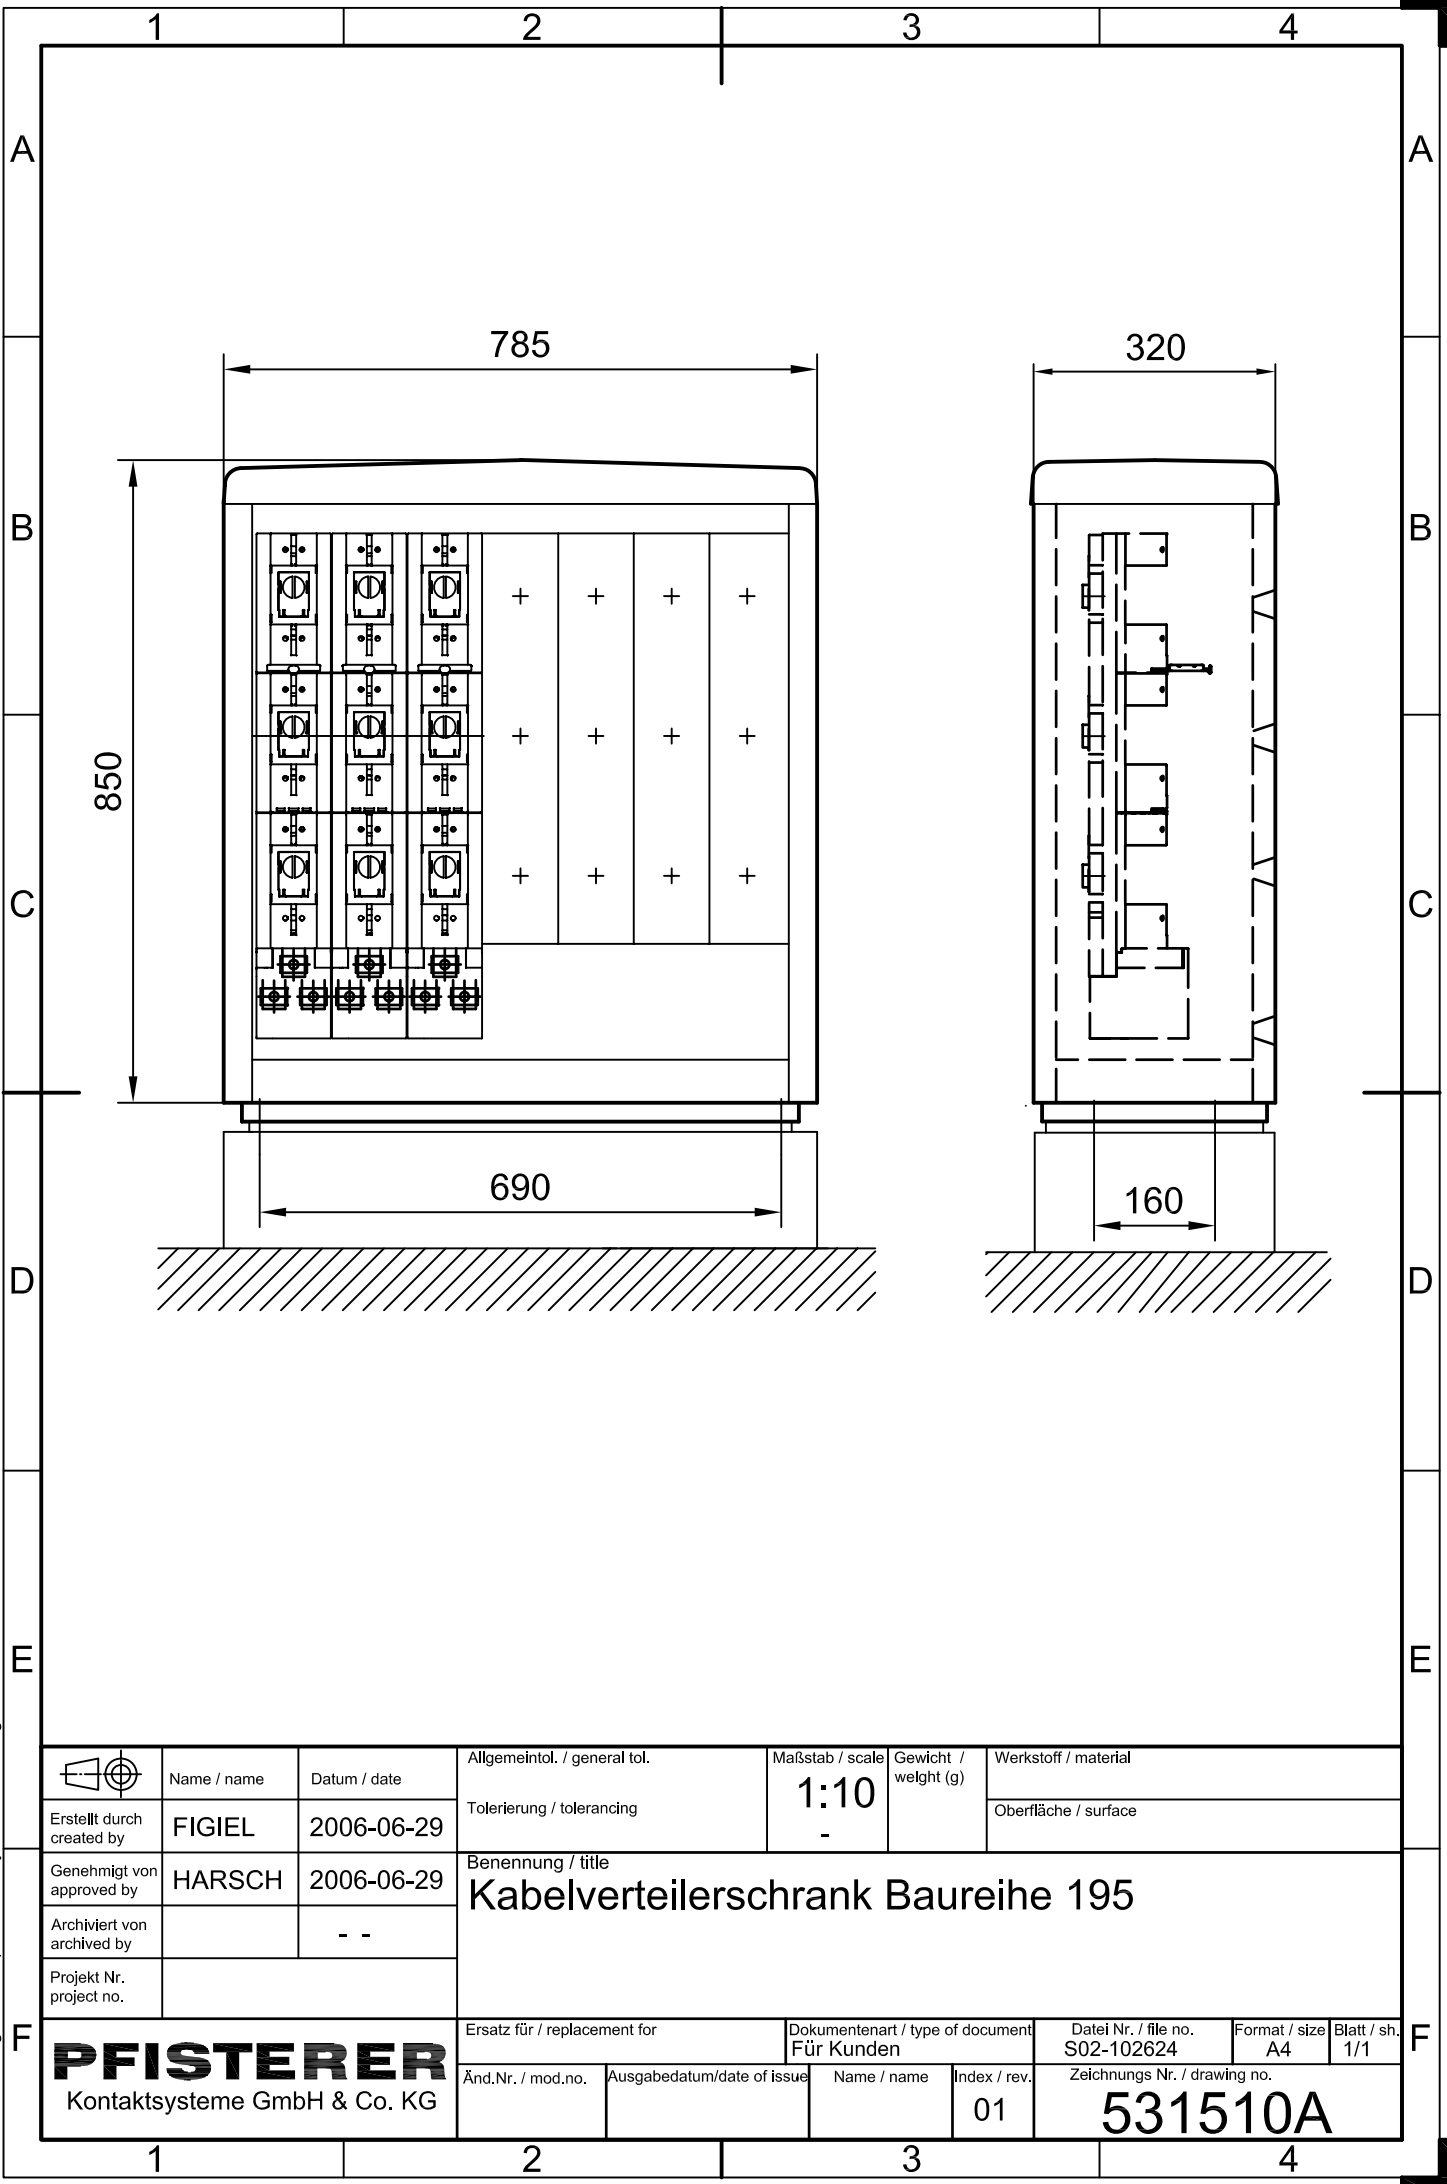 1 2 3 4
A A
785 320
B B
850
C C
690 160
D D
E E
Name / name Datum / date
Erstellt durch
created by
FIGIEL 2006-06-29
Genehmigt von
approved by
HARSCH 2006-06-29
Archiviert von
archived by
- -
Projekt Nr.
project no.
Allgemeintol. / general tol.
Tolerierung / tolerancing
Maßstab / scale
1:10
-
Gewicht /
weight (g)
Werkstoff / material
Oberfläche / surface
Benennung / title
Kabelverteilerschrank Baureihe 195
F F
PFISTERER
Kontaktsysteme GmbH & Co. KG
Ersatz für / replacement for
Dokumentenart / type of document
Für Kunden
Datei Nr. / file no.
S02-102624
Format / size
A4
Blatt / sh.
1/1
Änd.Nr. / mod.no.
Ausgabedatum/date of issue
Name / name
Index / rev.
01
Zeichnungs Nr. / drawing no.
531510A
1 2 3 4